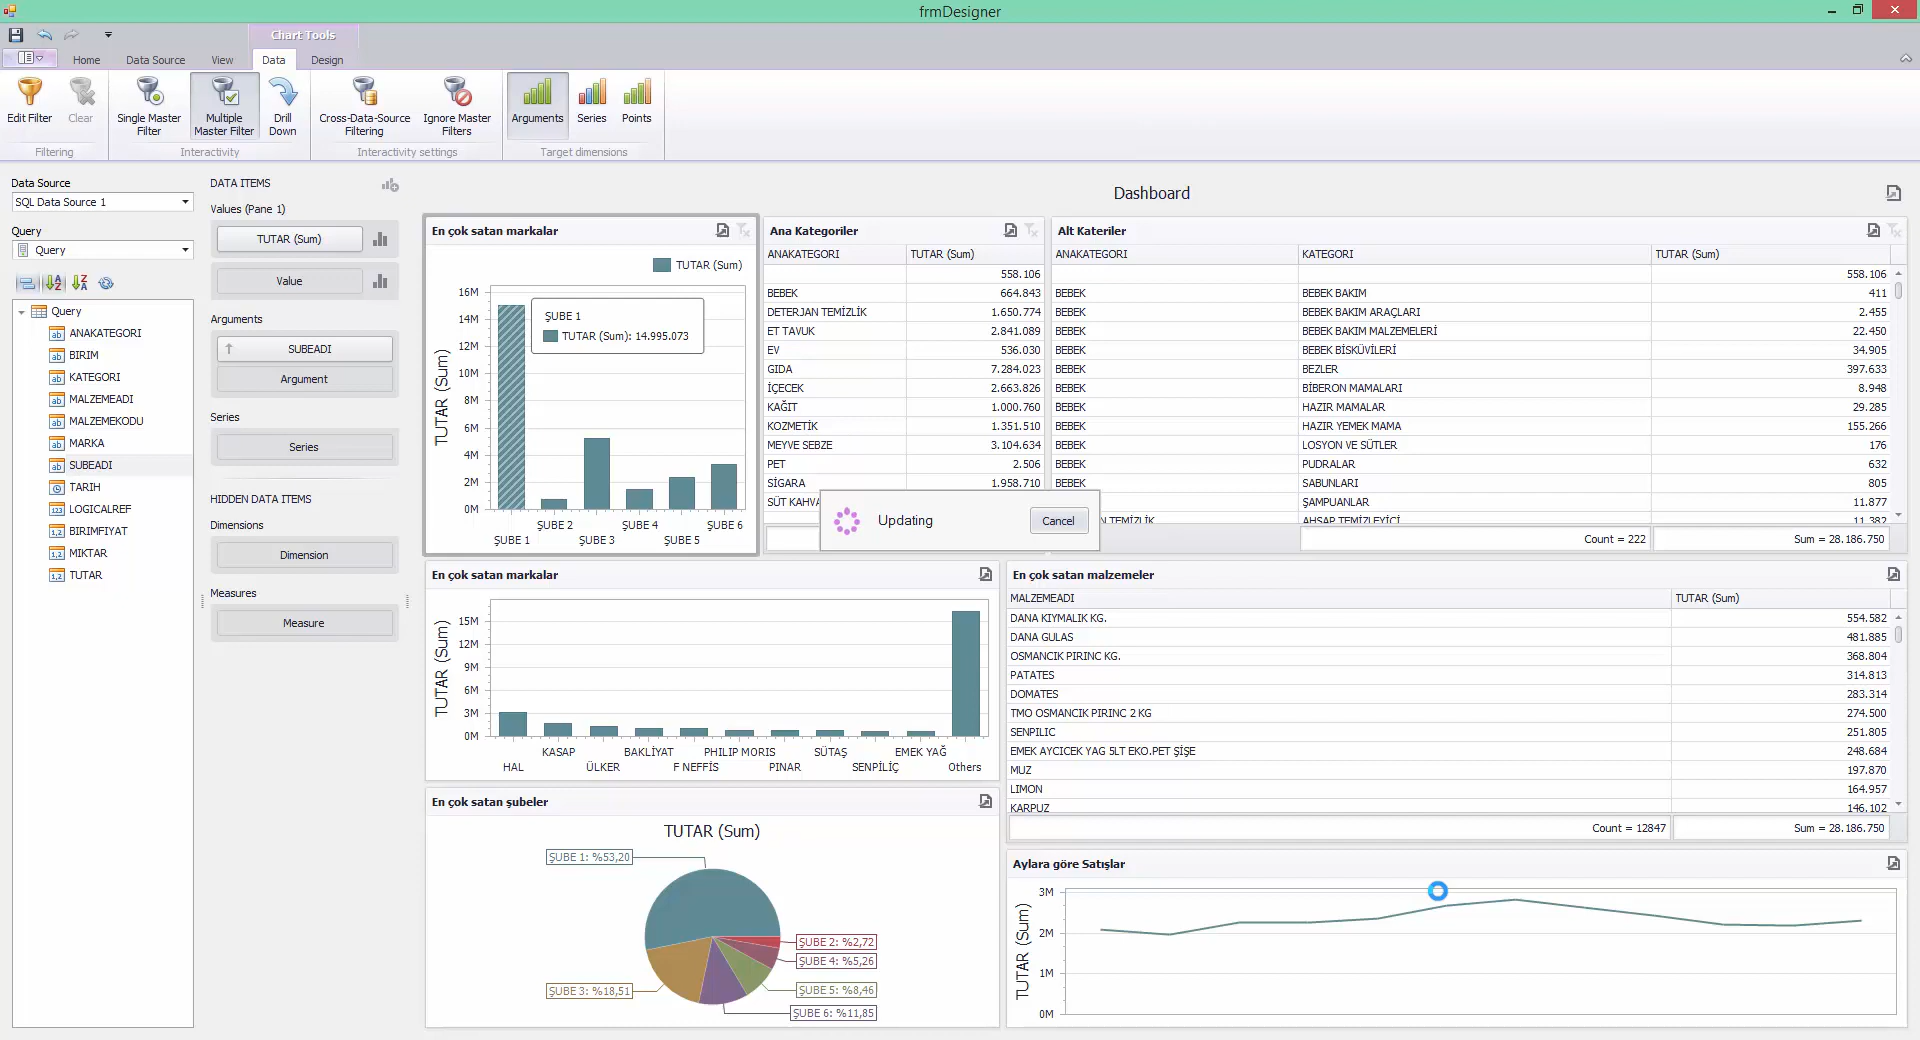 frmDesigner
Chart Tools
Home
Data Source
View
Data
Design
Edit Filter
Clear
Single Master Filter
Multiple Master Filter
Drill Down
Cross-Data-Source Filtering
Ignore Master Filters
Arguments
Series
Points
Filtering
Interactivity
Interactivity settings
Target dimensions
Data Source
SQL Data Source 1
Query
Query
Query
ANAKATEGORI
BIRIM
KATEGORI
MALZEMEADI
MALZEMEKODU
MARKA
SUBEADI
TARIH
LOGICALREF
BIRIMFIYAT
MIKTAR
TUTAR
DATA ITEMS
Values (Pane 1)
TUTAR (Sum)
Value
Arguments
SUBEADI
Argument
Series
Series
HIDDEN DATA ITEMS
Dimensions
Dimension
Measures
Measure
Dashboard
En çok satan markalar
TUTAR (Sum)
16M
14M
12M
10M
8M
6M
4M
2M
0M
TUTAR (Sum)
ŞUBE 1
TUTAR (Sum): 14.995.073
ŞUBE 2 ŞUBE 4 ŞUBE 6
ŞUBE 1 ŞUBE 3 ŞUBE 5
Ana Kategoriler
ANAKATEGORI TUTAR (Sum)
558.106
BEBEK 664.843
DETERJAN TEMİZLİK 1.650.774
ET TAVUK 2.841.089
EV 536.030
GIDA 7.284.023
İÇECEK 2.663.826
KAĞIT 1.000.760
KOZMETİK 1.351.510
MEYVE SEBZE 3.104.634
PET 2.506
SİGARA 1.958.710
SÜT KAHVA
Alt Kateriler
ANAKATEGORI KATEGORI TUTAR (Sum)
558.106
BEBEK BEBEK BAKIM 411
BEBEK BEBEK BAKIM ARAÇLARI 2.455
BEBEK BEBEK BAKIM MALZEMELERİ 22.450
BEBEK BEBEK BİSKÜVİLERİ 34.905
BEBEK BEZLER 397.633
BEBEK BİBERON MAMALARI 8.948
BEBEK HAZIR MAMALAR 29.285
BEBEK HAZIR YEMEK MAMA 155.266
BEBEK LOSYON VE SÜTLER 176
BEBEK PUDRALAR 632
BEBEK SABUNLARI 805
ŞAMPUANLAR 11.877
N TEMİZLİK AHŞAP TEMİZLEYİCİ 11.382
Count = 222 Sum = 28.186.750
Updating
Cancel
En çok satan markalar
15M
12M
9M
6M
3M
0M
TUTAR (Sum)
KASAP BAKLİYAT PHILIP MORIS SÜTAŞ EMEK YAĞ
HAL ÜLKER F NEFFİS PINAR SENPİLİÇ Others
En çok satan malzemeler
MALZEMEADI TUTAR (Sum)
DANA KIYMALIK KG. 554.582
DANA GULAS 481.885
OSMANCIK PIRINC KG. 368.804
PATATES 314.813
DOMATES 283.314
TMO OSMANCIK PIRINC 2 KG 274.500
SENPILIC 251.805
EMEK AYCICEK YAG 5LT EKO.PET ŞİŞE 248.684
MUZ 197.870
LIMON 164.957
KARPUZ 146.102
Count = 12847 Sum = 28.186.750
En çok satan şubeler
TUTAR (Sum)
ŞUBE 1: %53,20
ŞUBE 2: %2,72
ŞUBE 4: %5,26
ŞUBE 5: %8,46
ŞUBE 3: %18,51
ŞUBE 6: %11,85
Aylara göre Satışlar
3M
2M
1M
0M
TUTAR (Sum)